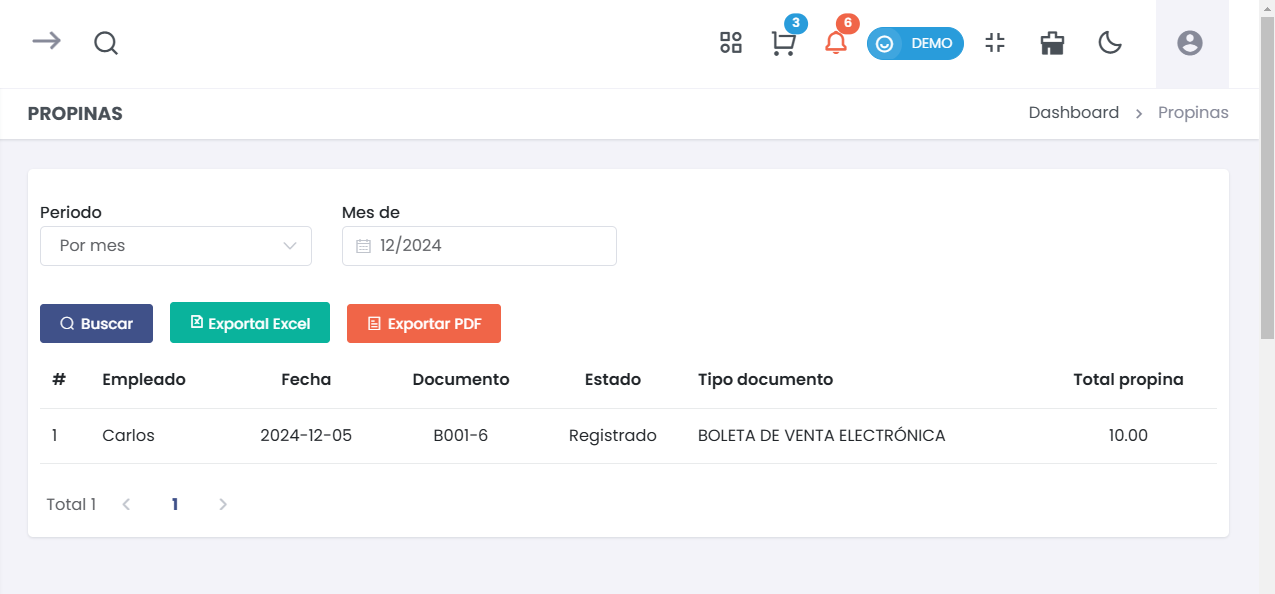 3
6
DEMO
PROPINAS
Dashboard > Propinas
Periodo
Mes de
Por mes
12/2024
Buscar
Exportal Excel
Exportar PDF
# Empleado Fecha Documento Estado Tipo documento Total propina
1 Carlos 2024-12-05 B001-6 Registrado BOLETA DE VENTA ELECTRÓNICA 10.00
Total 1 < 1 >